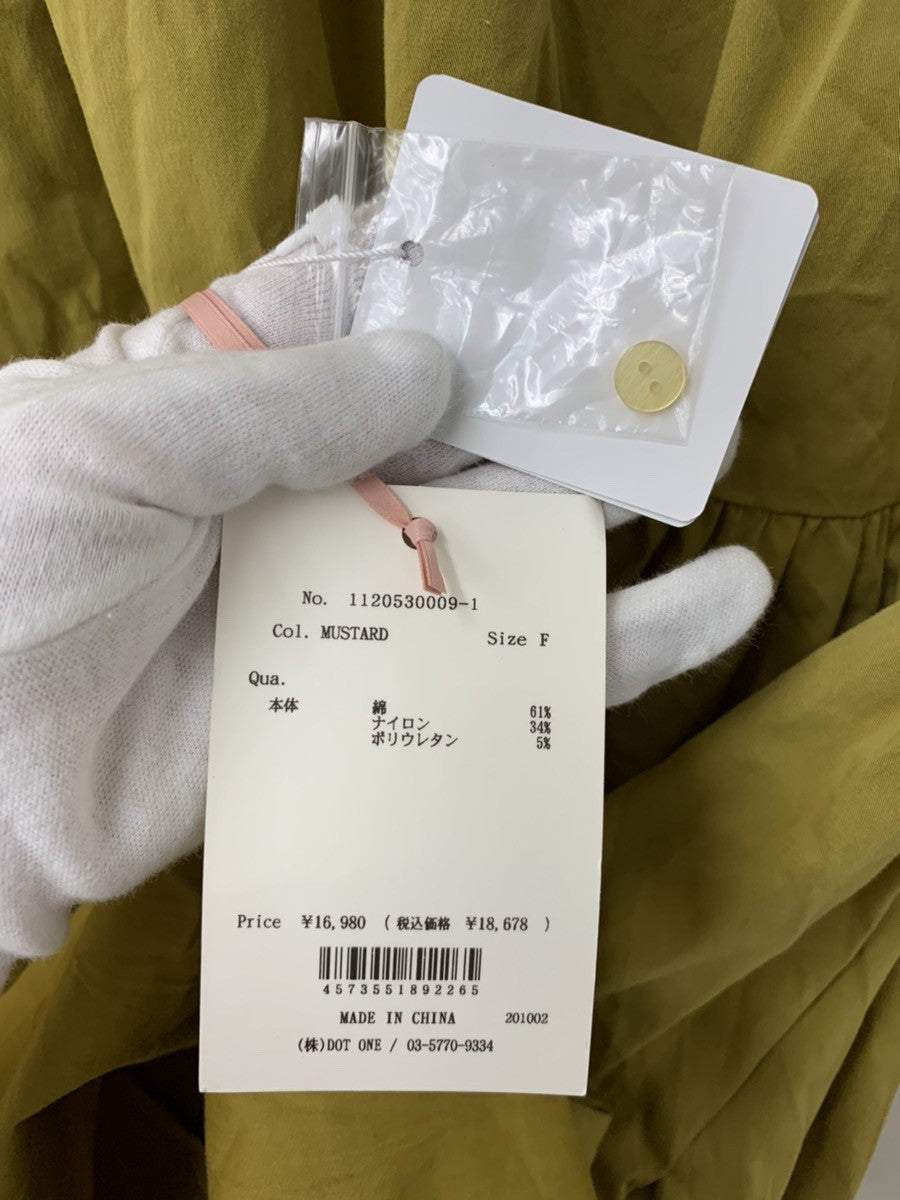 No. 1120530009-1
Col. MUSTARD Size F
Qua.
本体 綿 61%
ナイロン 34%
ポリウレタン 5%
Price ¥16,980 ( 税込価格 ¥18,678 )
4573551892265
MADE IN CHINA 201002
(株)DOT ONE / 03-5770-9334